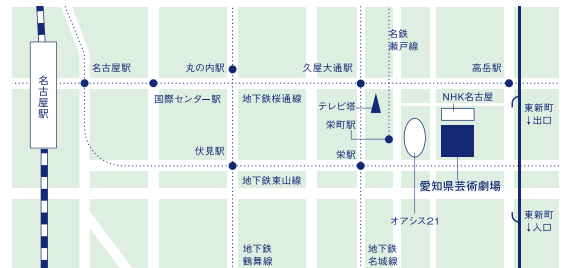 名鉄
瀬戸線
名古屋駅
丸の内駅
久屋大通駅
高岳駅
名古屋駅
国際センター駅
地下鉄桜通線
テレビ塔
NHK名古屋
東新町
↓出口
栄町駅
伏見駅
栄駅
地下鉄東山線
愛知県芸術劇場
オアシス21
東新町
↓入口
地下鉄
鶴舞線
地下鉄
名城線